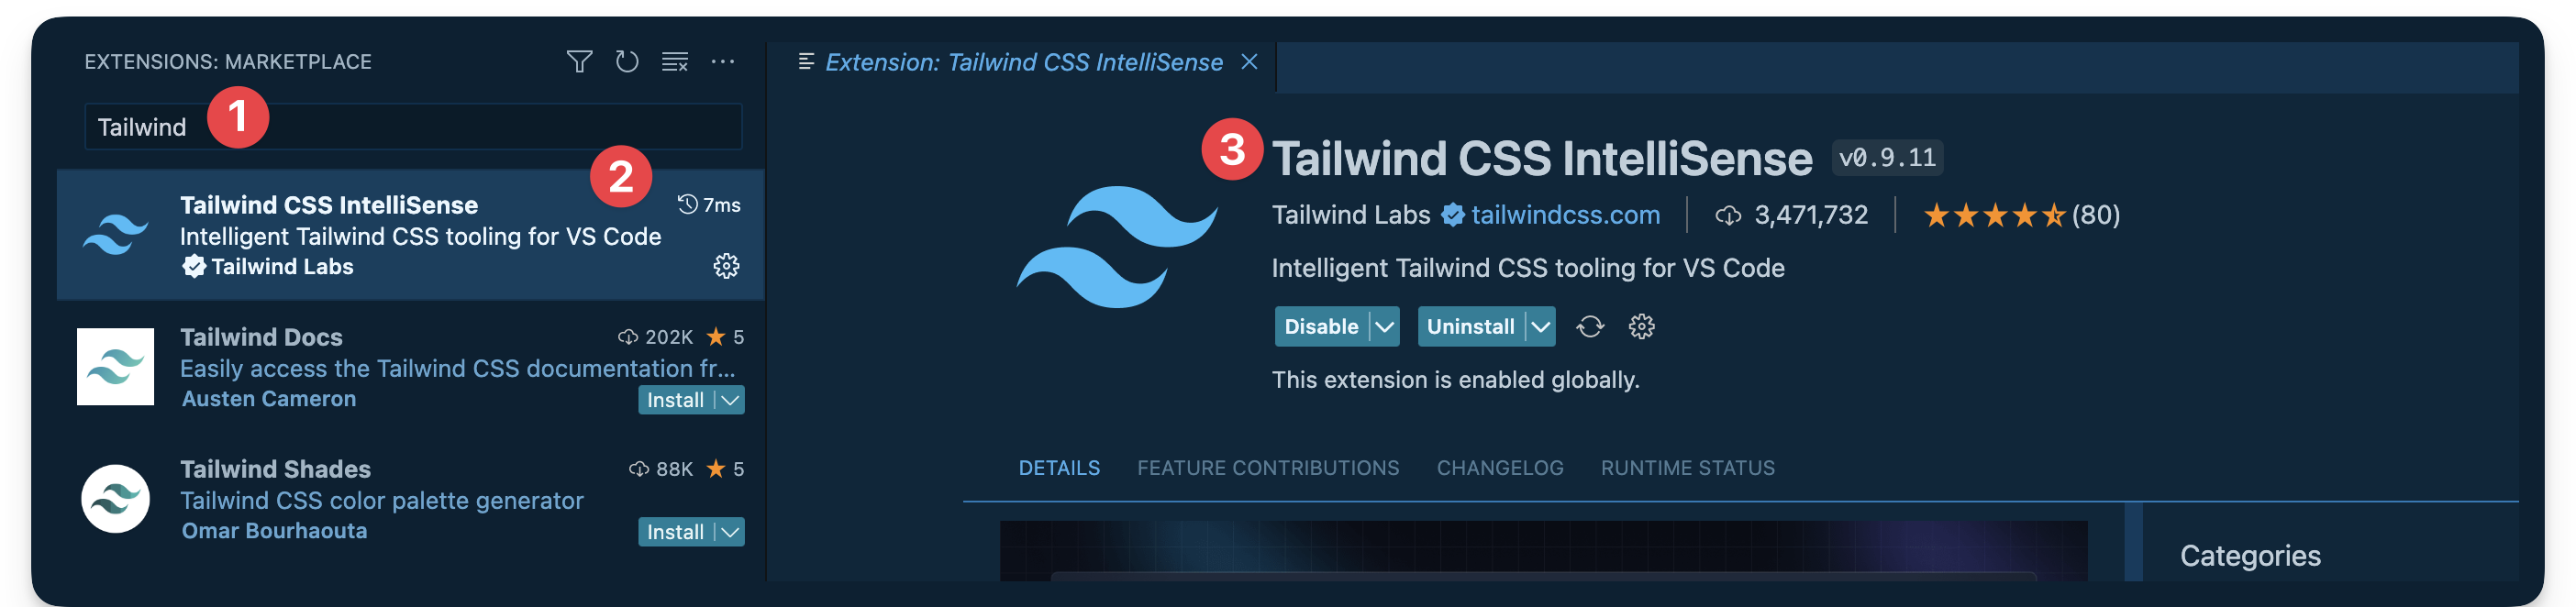 EXTENSIONS: MARKETPLACE
Tailwind
1
2
Tailwind CSS IntelliSense
7ms
Intelligent Tailwind CSS tooling for VS Code
Tailwind Labs
Tailwind Docs
202K 5
Easily access the Tailwind CSS documentation fr...
Austen Cameron
Install
Tailwind Shades
88K 5
Tailwind CSS color palette generator
Omar Bourhaouta
Install
Extension: Tailwind CSS IntelliSense
3
Tailwind CSS IntelliSense v0.9.11
Tailwind Labs tailwindcss.com 3,471,732 (80)
Intelligent Tailwind CSS tooling for VS Code
Disable Uninstall
This extension is enabled globally.
DETAILS FEATURE CONTRIBUTIONS CHANGELOG RUNTIME STATUS
Categories